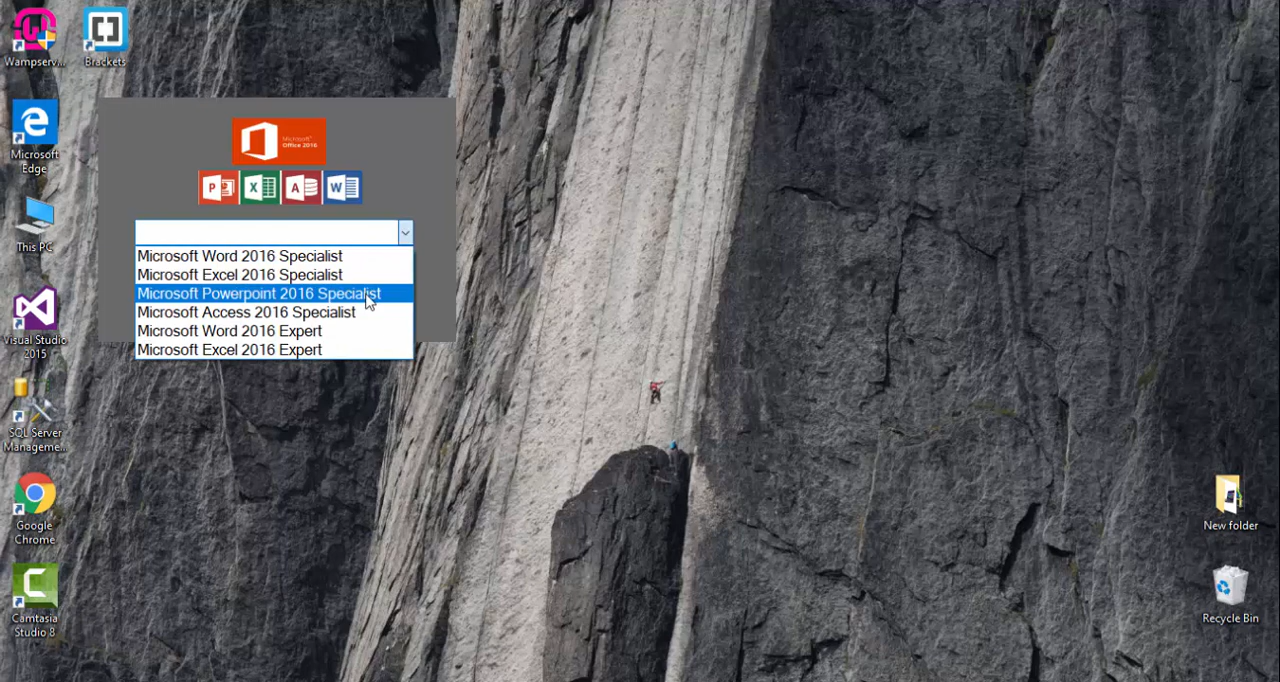 Wampserv...
Brackets
Microsoft
Edge
This PC
Visual Studio
2015
SQL Server
Manageme...
Google
Chrome
Camtasia
Studio 8
Microsoft®
Office 2016
P
X
A
W
Microsoft Word 2016 Specialist
Microsoft Excel 2016 Specialist
Microsoft Powerpoint 2016 Specialist
Microsoft Access 2016 Specialist
Microsoft Word 2016 Expert
Microsoft Excel 2016 Expert
New folder
Recycle Bin